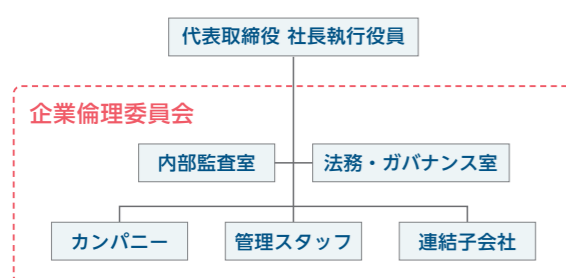 代表取締役 社長執行役員
企業倫理委員会
内部監査室
法務・ガバナンス室
カンパニー
管理スタッフ
連結子会社